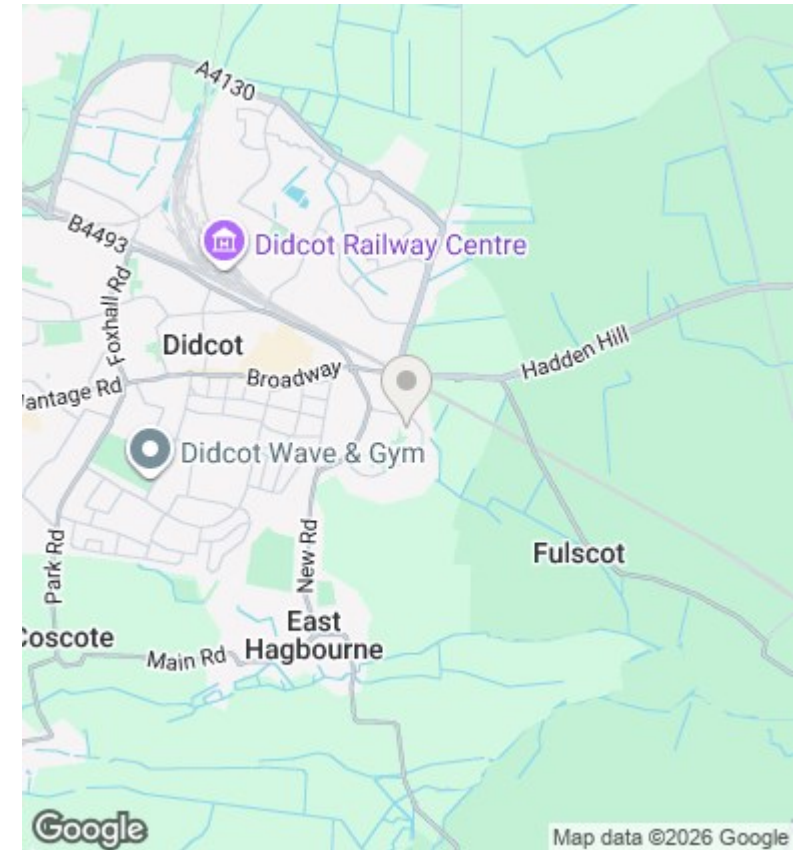 A4130
B4493
Didcot Railway Centre
Foxhall Rd
Didcot
Hadden Hill
Broadway
antage Rd
Didcot Wave & Gym
Fulscot
New Rd
Park Rd
East
Hagbourne
Coscote
Main Rd
Google
Map data ©2026 Google